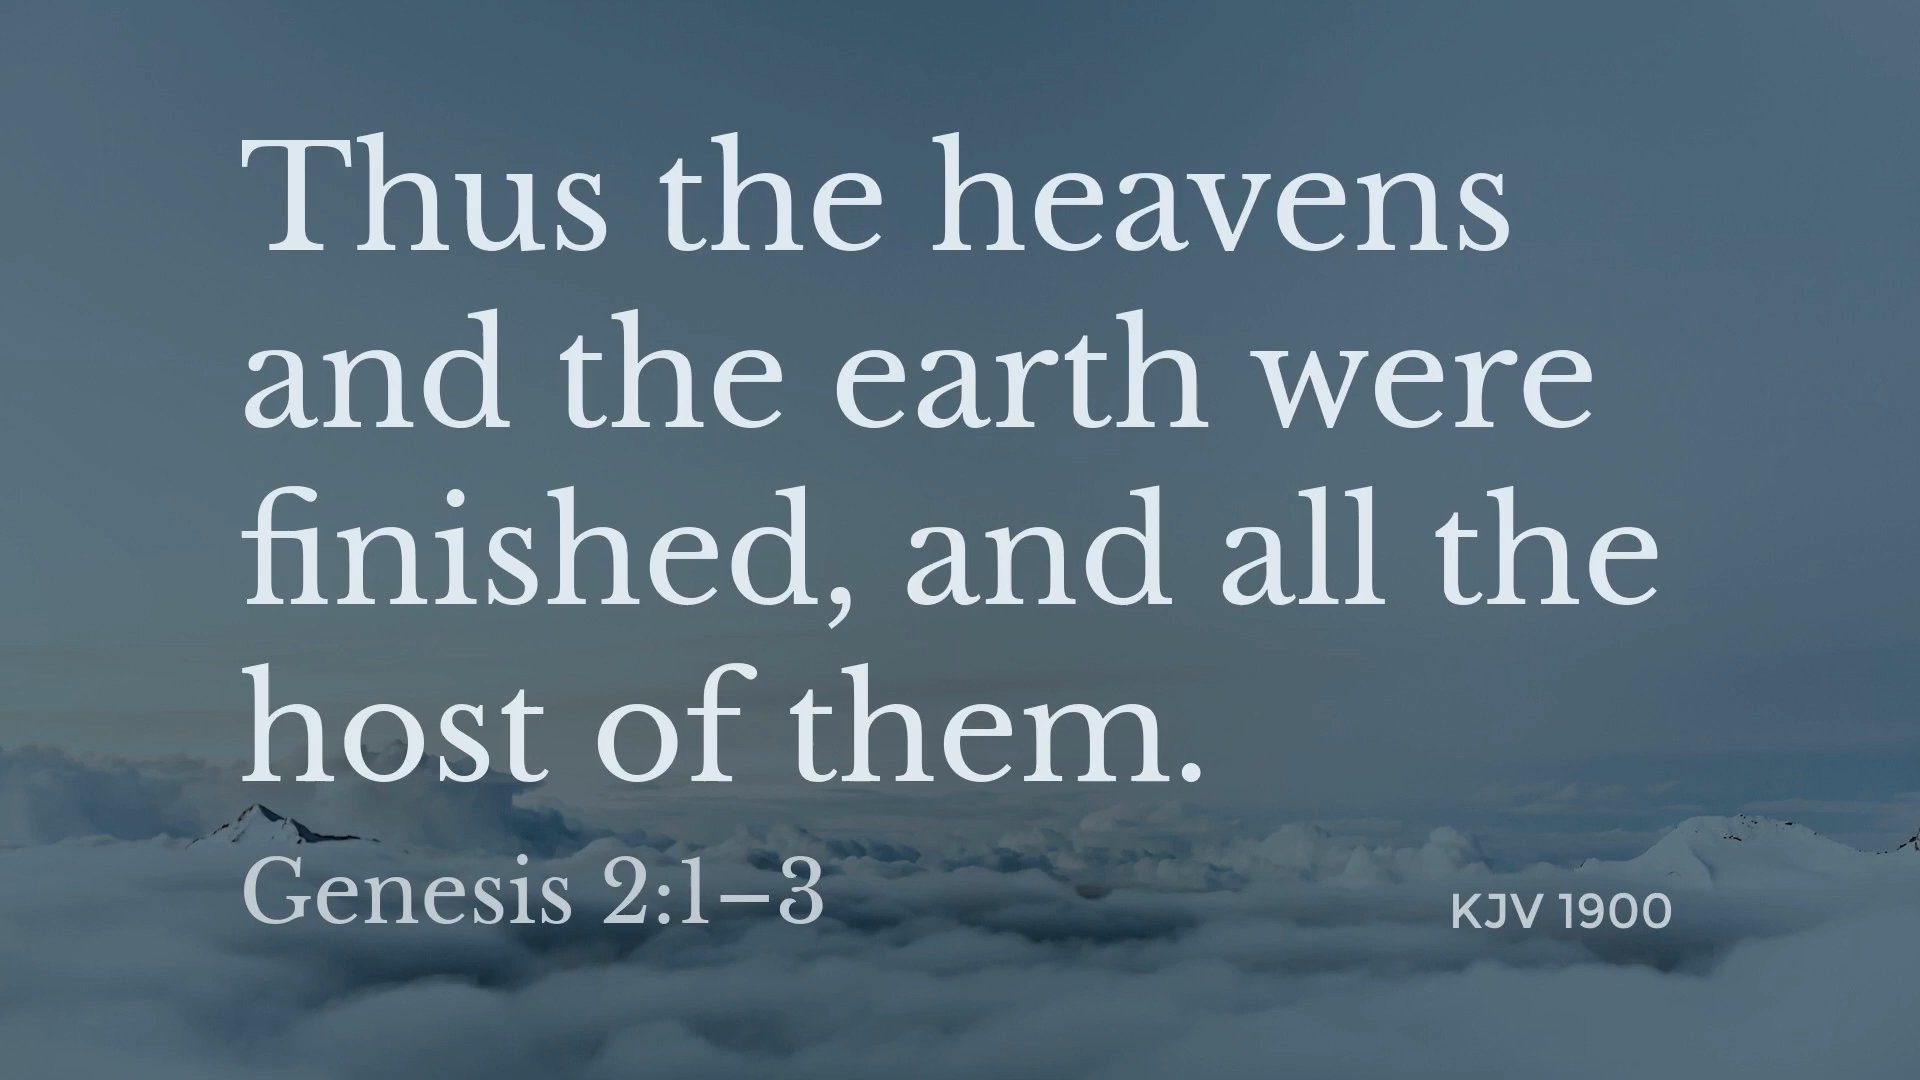 Thus the heavens
and the earth were
finished, and all the
host of them.
Genesis 2:1–3
KJV 1900